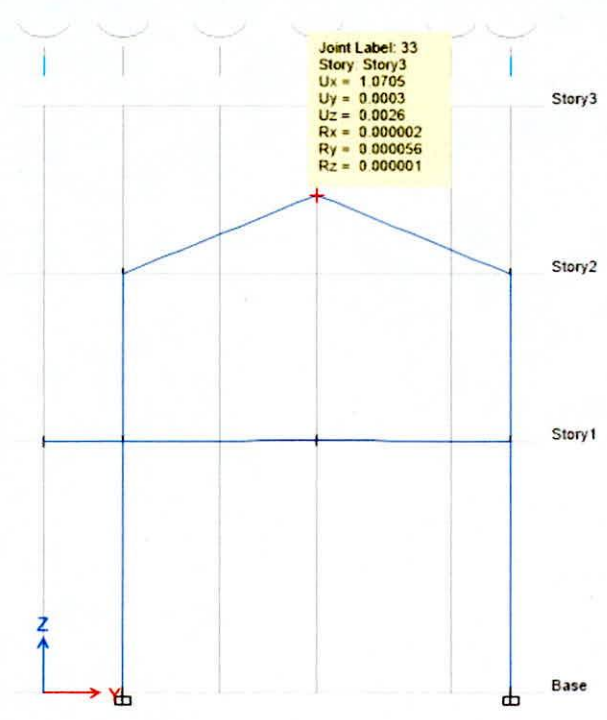 Joint Label: 33
Story: Story3
Ux = 1.0705
Uy = 0.0003
Uz = 0.0026
Rx = 0.000002
Ry = 0.000056
Rz = 0.000001
Story3
Story2
Story1
Z
Y
Base